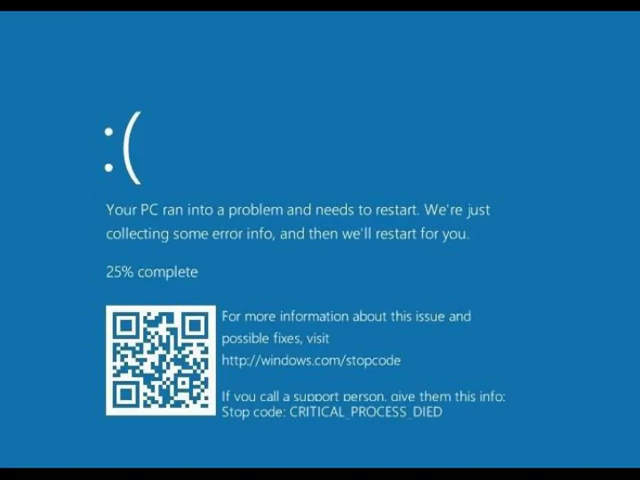 :(
Your PC ran into a problem and needs to restart. We're just
collecting some error info, and then we'll restart for you.
25% complete
For more information about this issue and
possible fixes, visit
http://windows.com/stopcode
If you call a support person, give them this info:
Stop code: CRITICAL_PROCESS_DIED